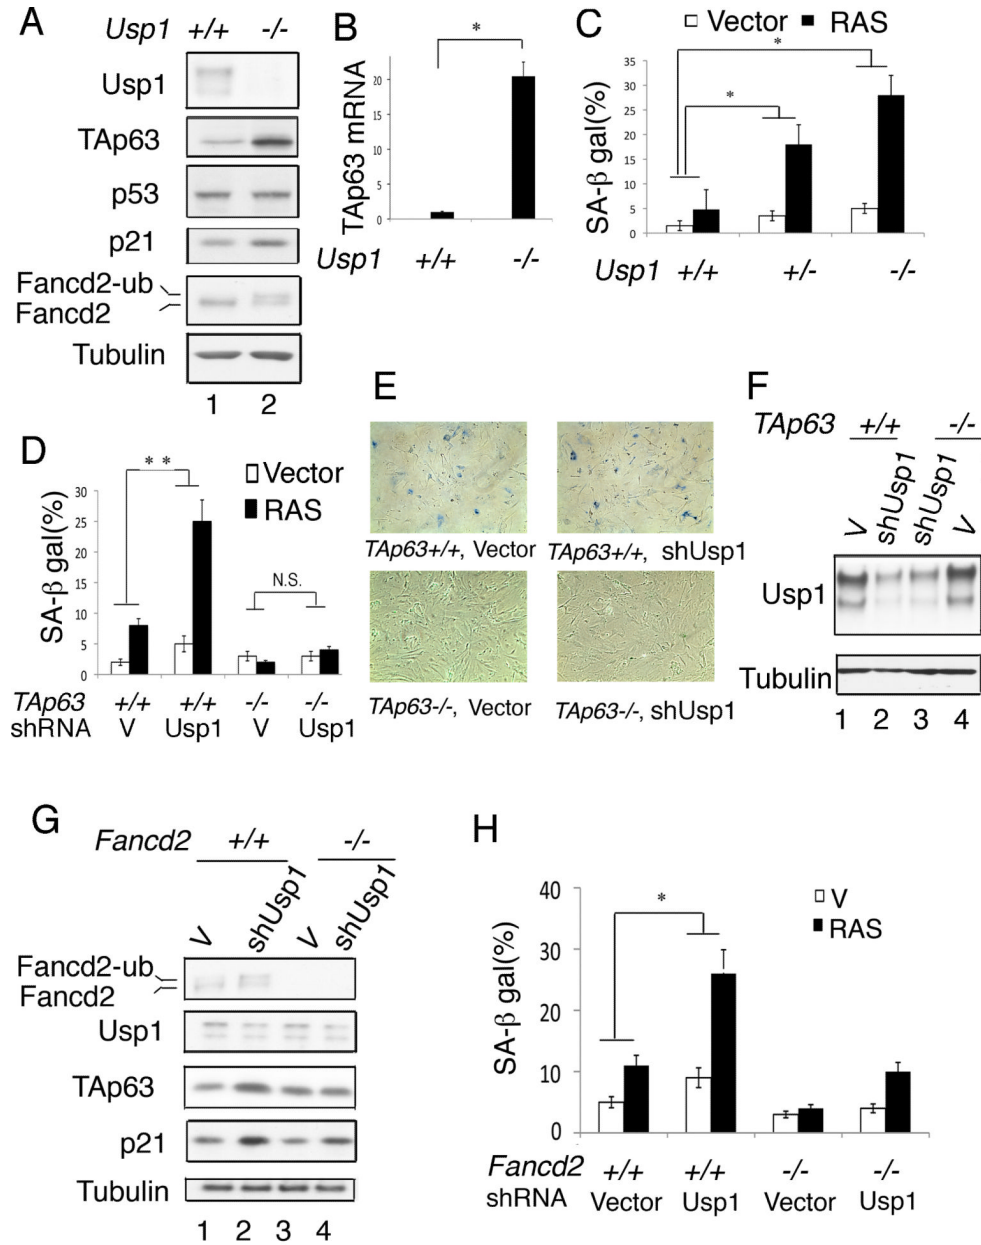 A
Usp1 +/+ -/-
Usp1
TAp63
p53
p21
Fancd2-ub
Fancd2
Tubulin
1 2
B
*
TAp63 mRNA
20
15
10
5
0
Usp1 +/+ -/-
C
Vector RAS
*
*
SA-β gal(%)
35
30
25
20
15
10
5
0
Usp1 +/+ +/- -/-
D
Vector
RAS
* *
N.S.
SA-β gal(%)
30
25
20
15
10
5
0
TAp63 +/+ +/+ -/- -/-
shRNA V Usp1 V Usp1
E
TAp63+/+, Vector
TAp63+/+, shUsp1
TAp63-/-, Vector
TAp63-/-, shUsp1
F
TAp63 +/+ -/-
V shUsp1 shUsp1 V
Usp1
Tubulin
1 2 3 4
G
Fancd2 +/+ -/-
V shUsp1 V shUsp1
Fancd2-ub
Fancd2
Usp1
TAp63
p21
Tubulin
1 2 3 4
H
V
RAS
*
SA-β gal(%)
40
30
20
10
0
Fancd2 +/+ +/+ -/- -/-
shRNA Vector Usp1 Vector Usp1